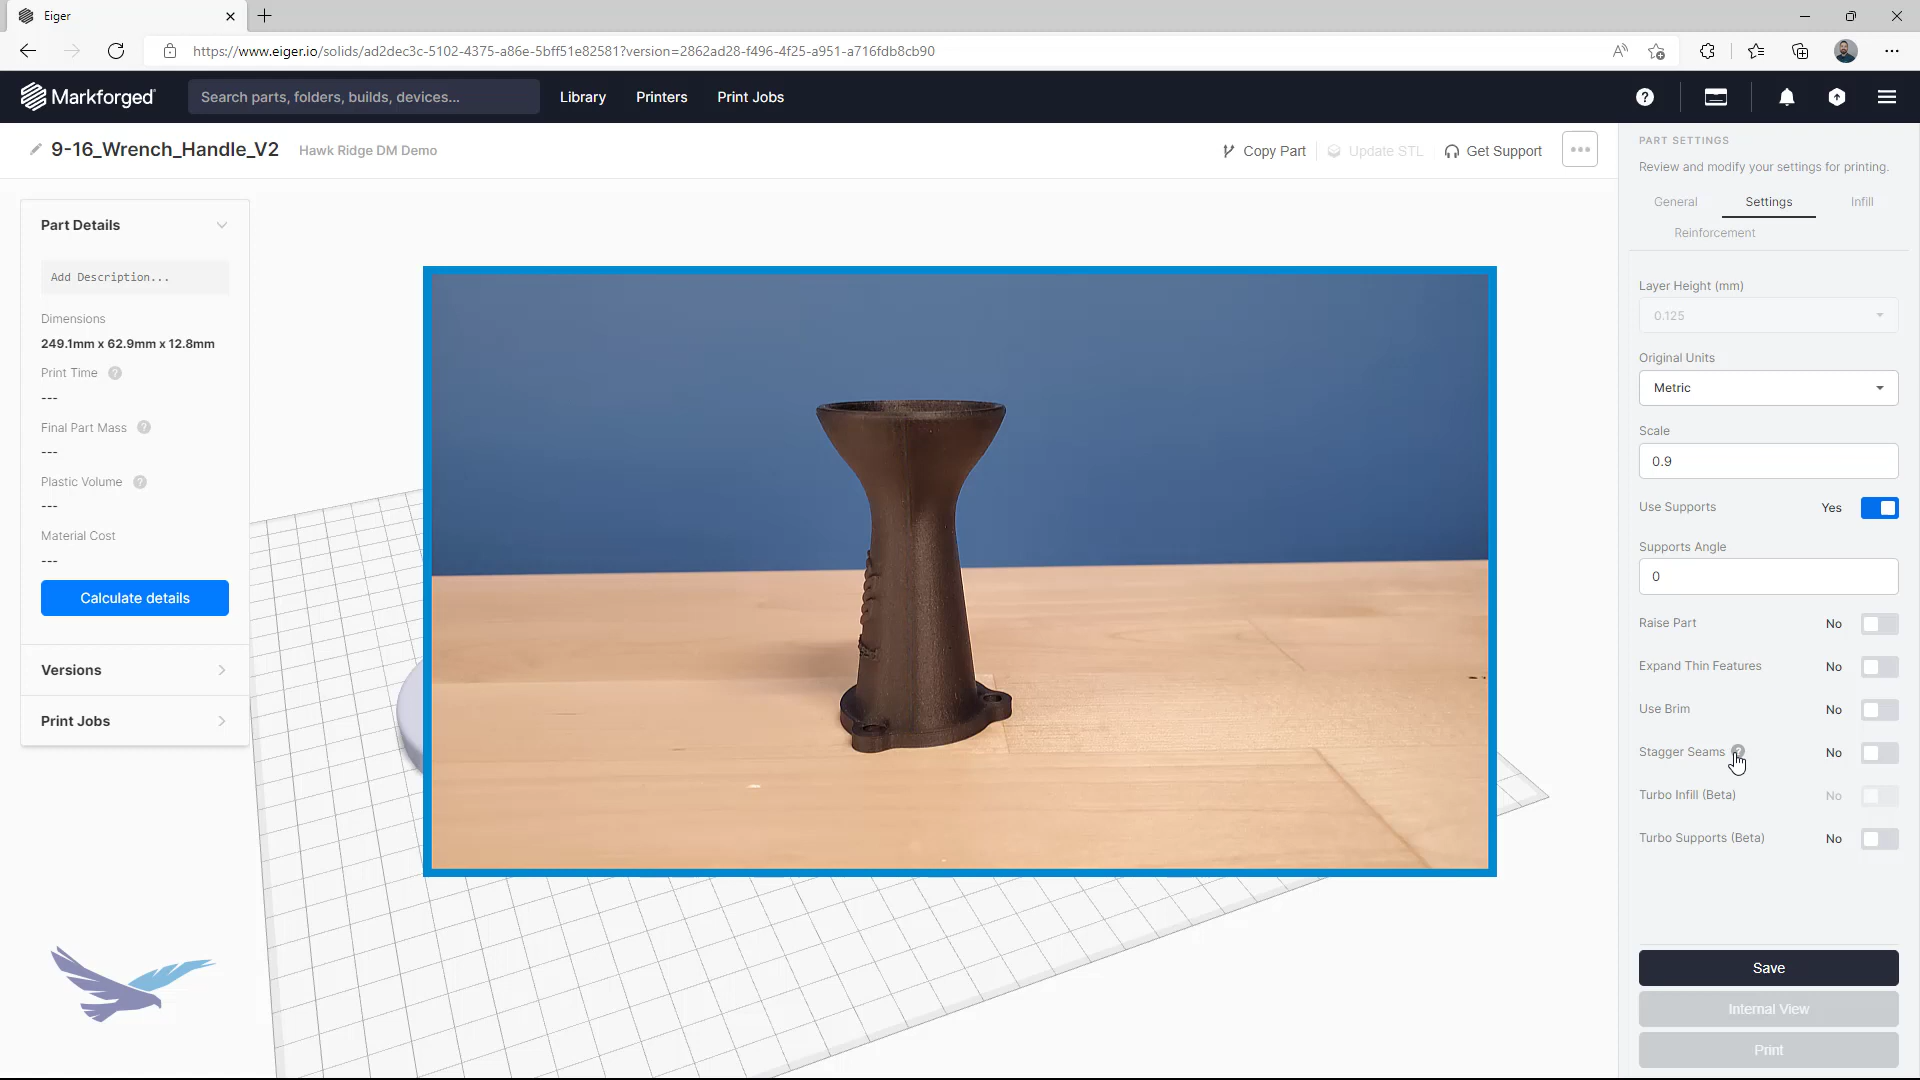 Eiger
https://www.eiger.io/solids/ad2dec3c-5102-4375-a86e-5bff51e82581?version=2862ad28-f496-4f25-a951-a716fdb8cb90
Markforged
Search parts, folders, builds, devices...
Library
Printers
Print Jobs
9-16_Wrench_Handle_V2
Hawk Ridge DM Demo
Copy Part
Update STL
Get Support
Part Details
Add Description...
Dimensions
249.1mm x 62.9mm x 12.8mm
Print Time ?
---
Final Part Mass ?
---
Plastic Volume ?
---
Material Cost
---
Calculate details
Versions
Print Jobs
PART SETTINGS
Review and modify your settings for printing.
General
Settings
Infill
Reinforcement
Layer Height (mm)
0.125
Original Units
Metric
Scale
0.9
Use Supports Yes
Supports Angle
0
Raise Part No
Expand Thin Features No
Use Brim No
Stagger Seams ? No
Turbo Infill (Beta) No
Turbo Supports (Beta) No
Save
Internal View
Print